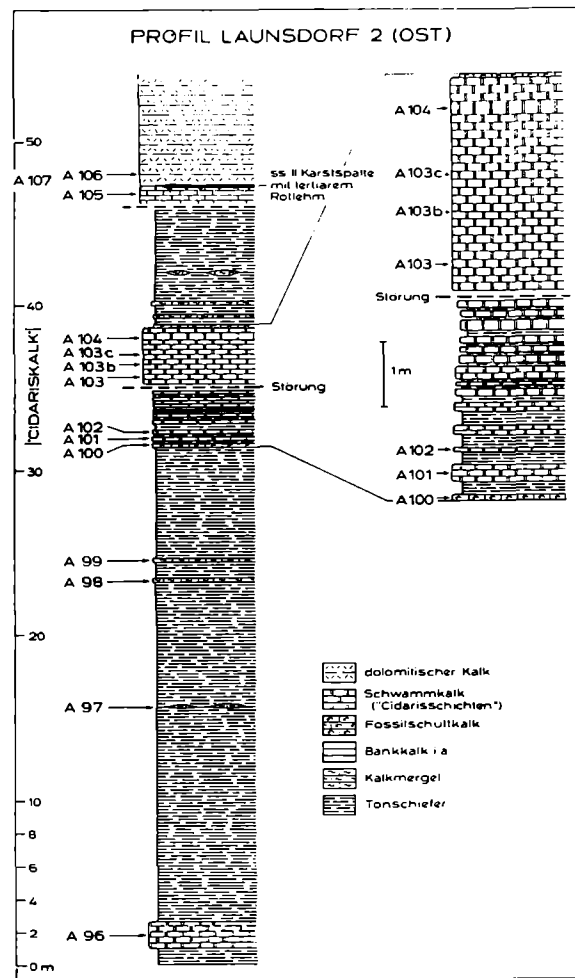 PROFIL LAUNSDORF 2 (OST)
50
A 107
A 106
A 105
ss II Karstspalte
mit tertiarem
Rotlehm
40
|"CIDARISKALK"|
A 104
A 103c
A 103b
A 103
Störung
A 102
A 101
A 100
30
A 99
A 98
20
A 97
10
8
6
4
A 96
2
0 m
A 104
A 103c
A 103b
A 103
Störung
1 m
A 102
A 101
A 100
dolomitischer Kalk
Schwammkalk
("Cidarisschichten")
Fossilschuttkalk
Bankkalk i a
Kalkmergel
Tonschiefer